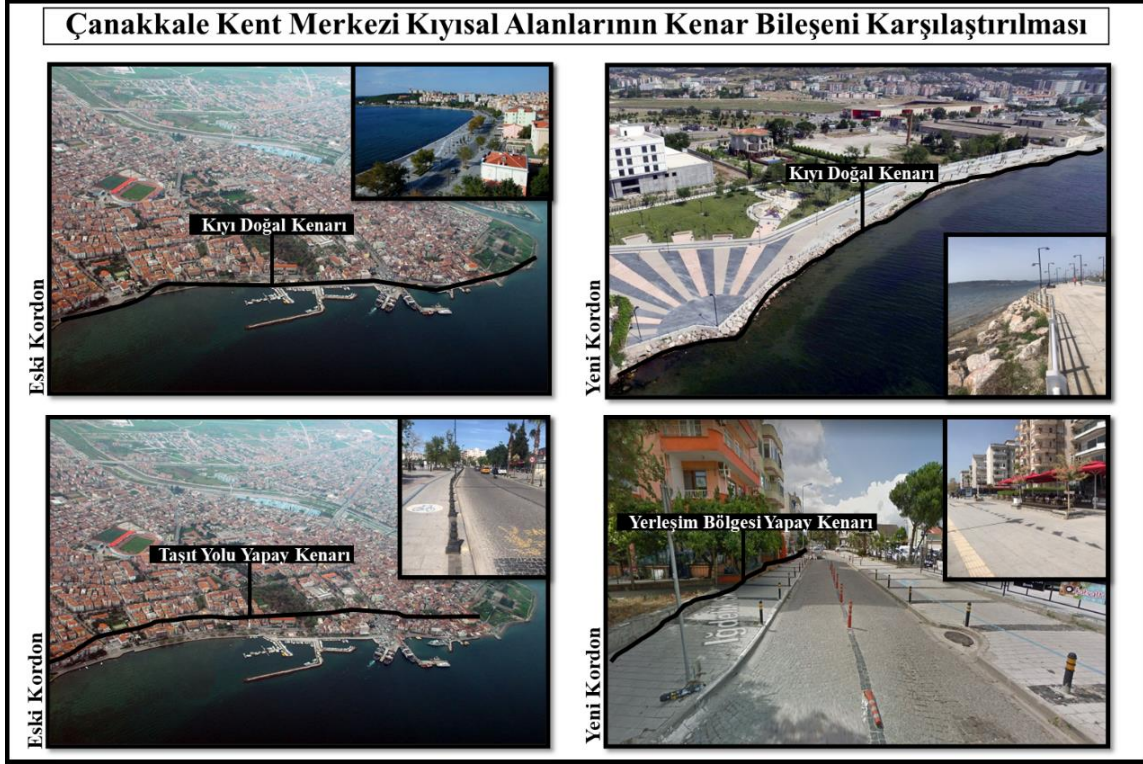 Çanakkale Kent Merkezi Kıyısal Alanlarının Kenar Bileşeni Karşılaştırılması
Eski Kordon
Kıyı Doğal Kenarı
Yeni Kordon
Kıyı Doğal Kenarı
Eski Kordon
Taşıt Yolu Yapay Kenarı
Yeni Kordon
Yerleşim Bölgesi Yapay Kenarı